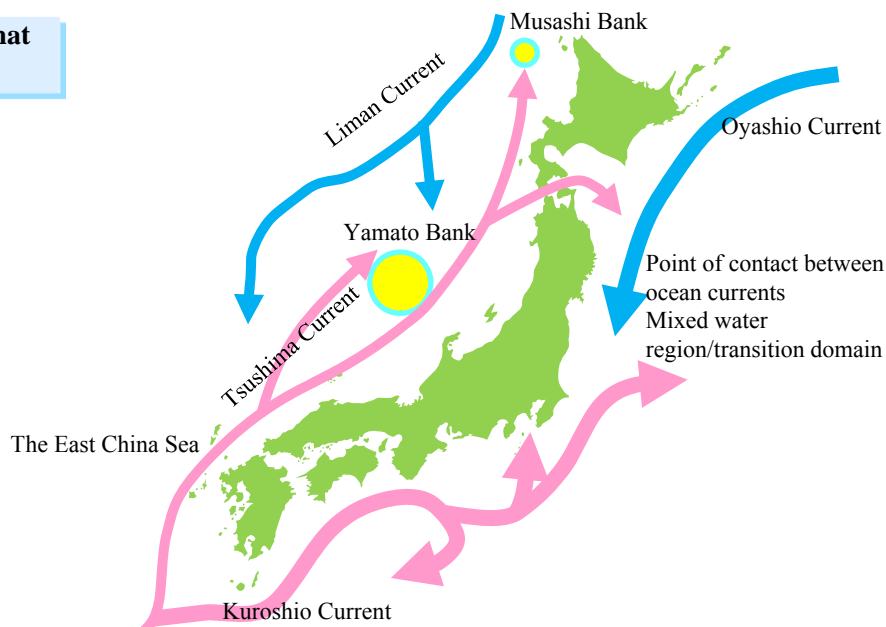 hat
Musashi Bank
Liman Current
Oyashio Current
Yamato Bank
Point of contact between
ocean currents
Mixed water
region/transition domain
Tsushima Current
The East China Sea
Kuroshio Current